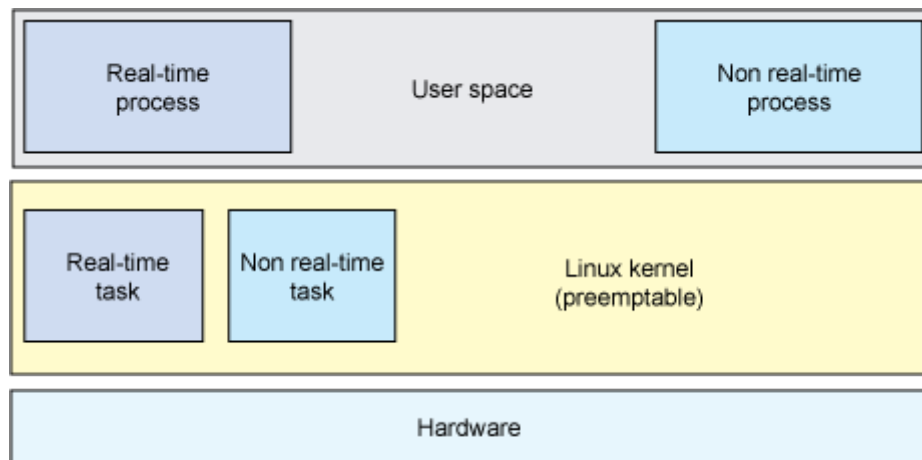 Real-time
process
User space
Non real-time
process
Real-time
task
Non real-time
task
Linux kernel
(preemptable)
Hardware